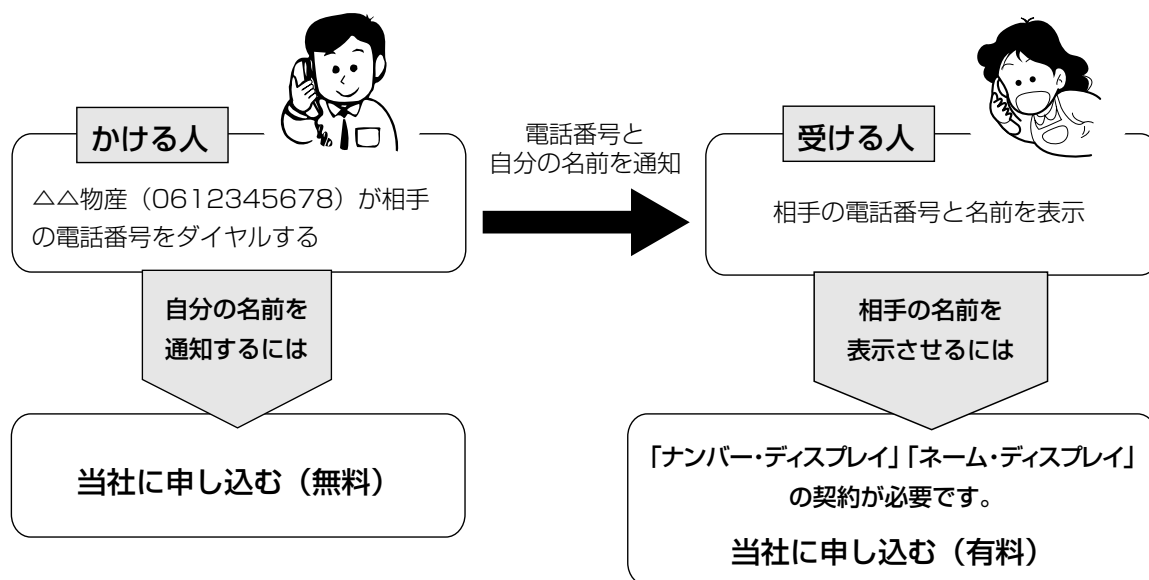 かける人
△△物産（0612345678）が相手
の電話番号をダイヤルする
電話番号と
自分の名前を通知
受ける人
相手の電話番号と名前を表示
自分の名前を
通知するには
当社に申し込む（無料）
相手の名前を
表示させるには
「ナンバー・ディスプレイ」「ネーム・ディスプレイ」
の契約が必要です。
当社に申し込む（有料）